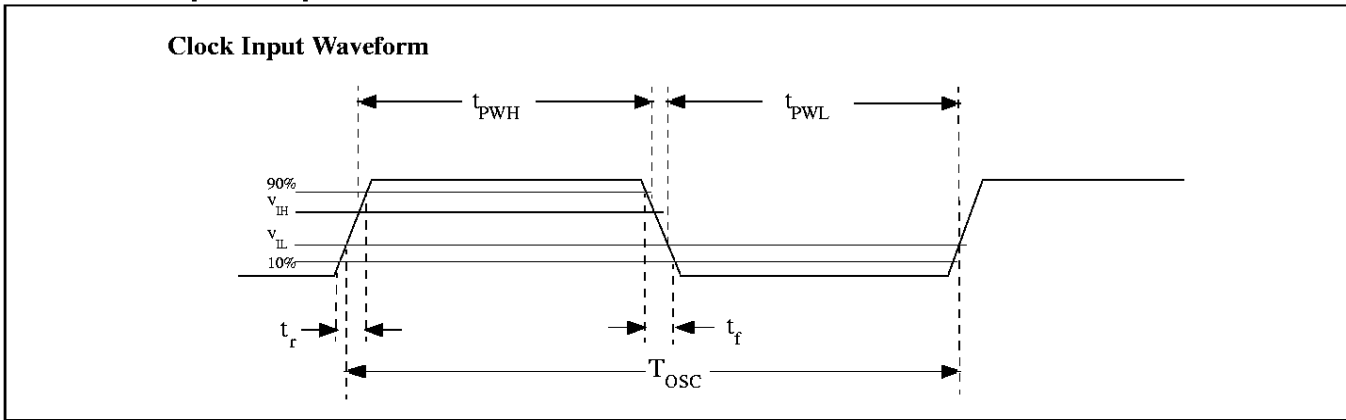 Clock Input Waveform
tPWH
tPWL
90%
VIH
VIL
10%
tr
tf
TOSC